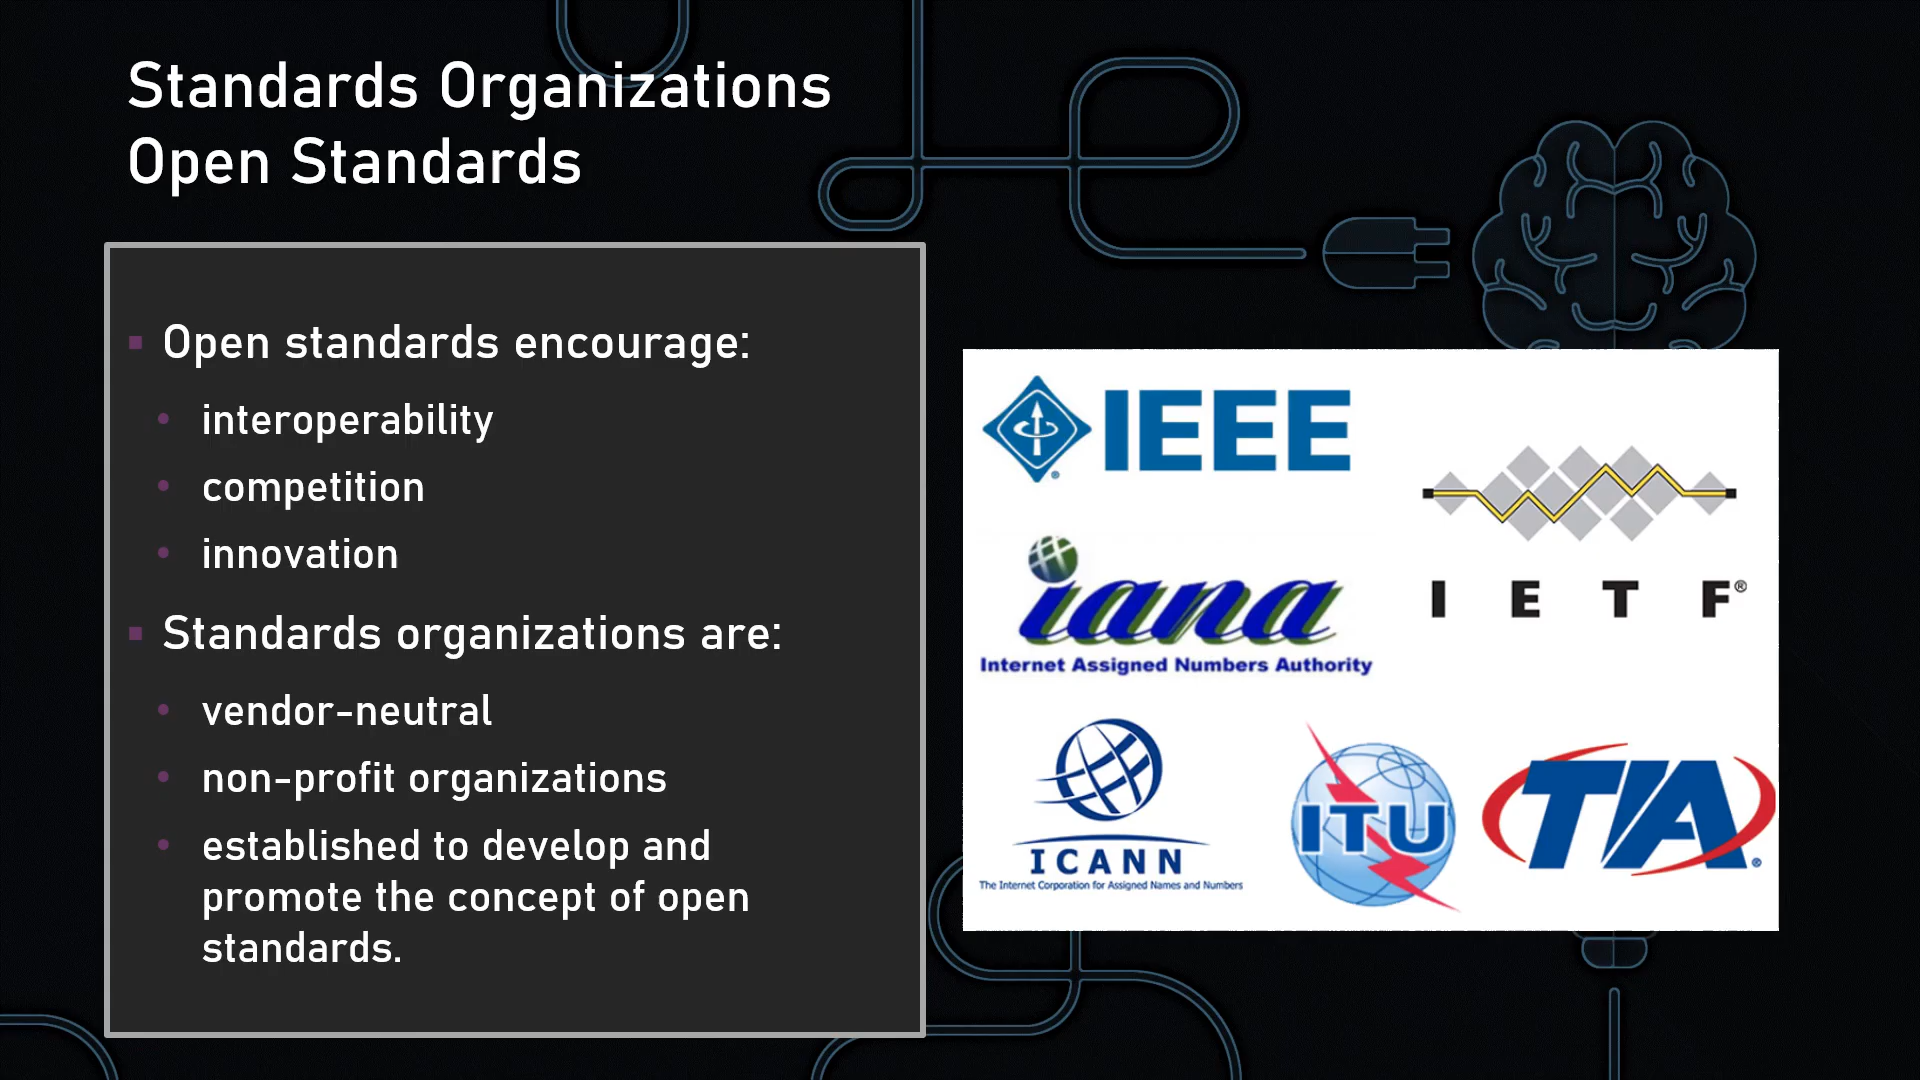 Standards Organizations
Open Standards
▪ Open standards encourage:
• interoperability
• competition
• innovation
▪ Standards organizations are:
• vendor-neutral
• non-profit organizations
• established to develop and
promote the concept of open
standards.
IEEE
®
I E T F®
iana
Internet Assigned Numbers Authority
ICANN
The Internet Corporation for Assigned Names and Numbers
ITU
TIA®